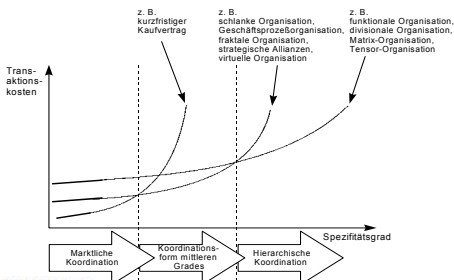 z. B.
kurzfristiger
Kaufvertrag
z. B.
schlanke Organisation,
Geschäftsprozeßorganisation,
fraktale Organisation,
strategische Allianzen,
virtuelle Organisation
z. B.
funktionale Organisation,
divisionale Organisation,
Matrix-Organisation,
Tensor-Organisation
Trans-
aktions-
kosten
Spezifitätsgrad
Marktliche
Koordination
Koordinations-
form mittleren
Grades
Hierarchische
Koordination